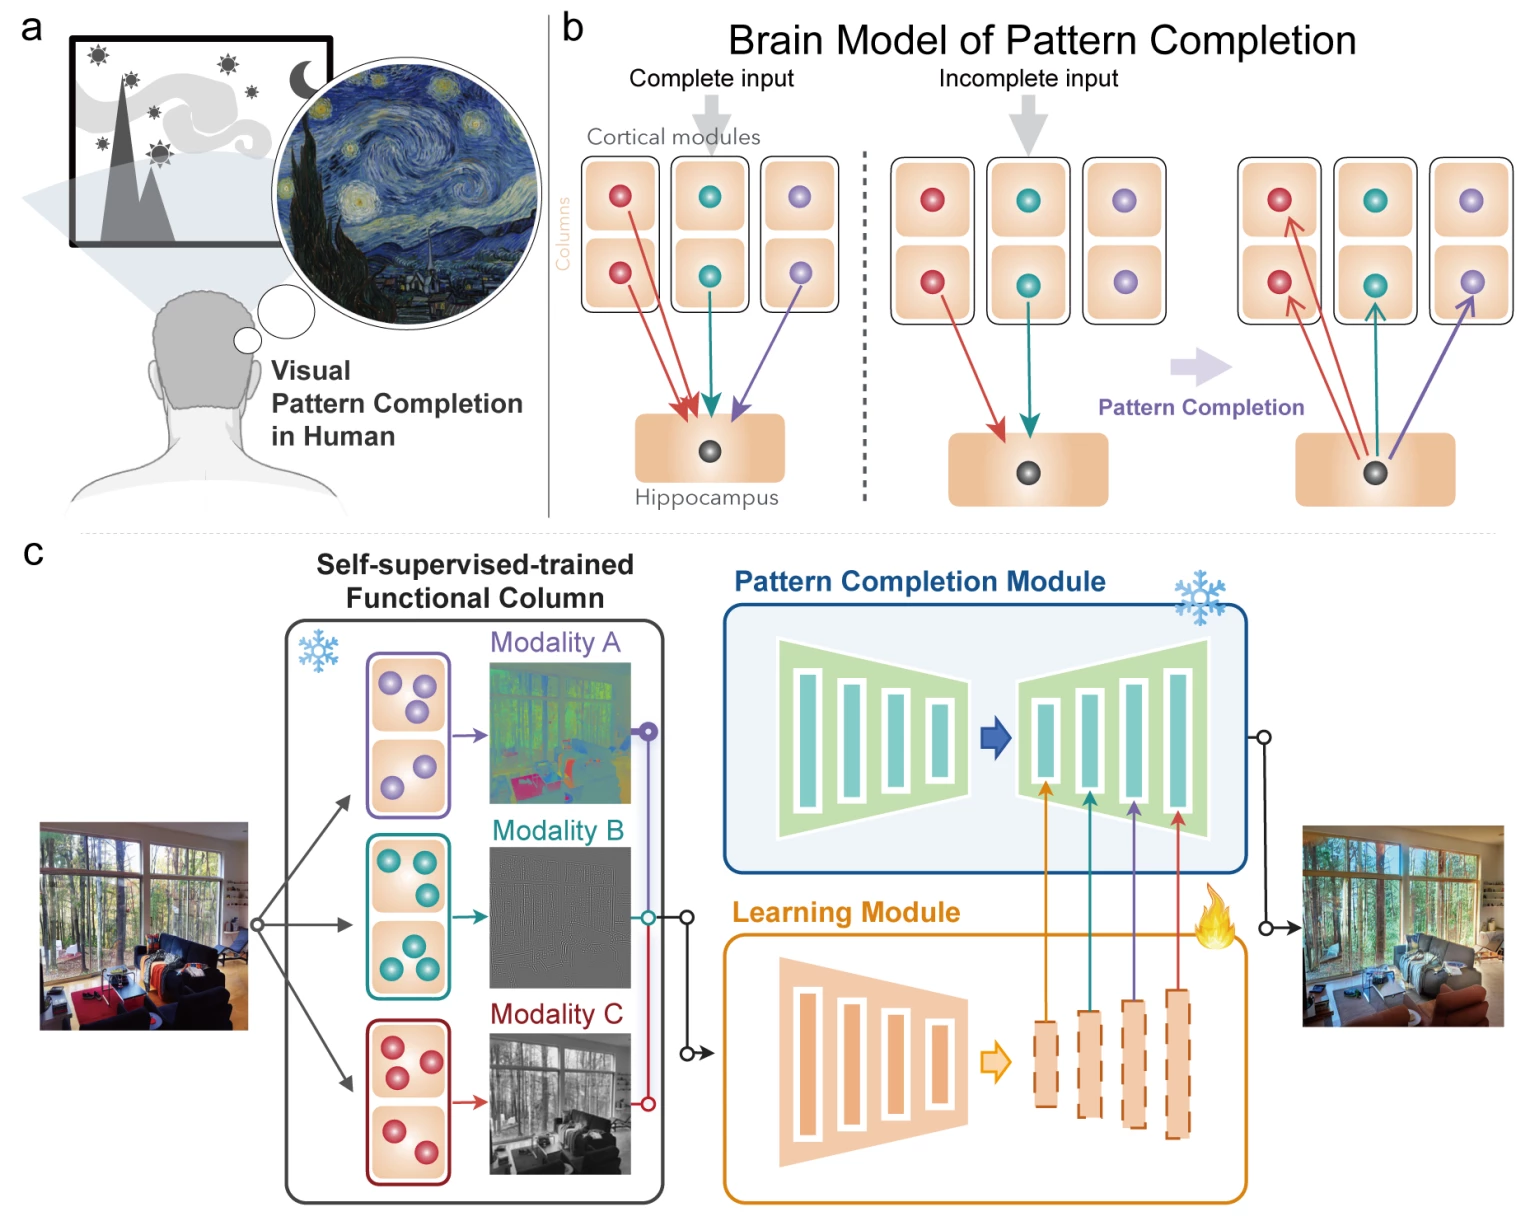 a
Visual
Pattern Completion
in Human
b
Brain Model of Pattern Completion
Complete input
Incomplete input
Cortical modules
Columns
Pattern Completion
Hippocampus
c
Self-supervised-trained
Functional Column
Modality A
Modality B
Modality C
Pattern Completion Module
Learning Module